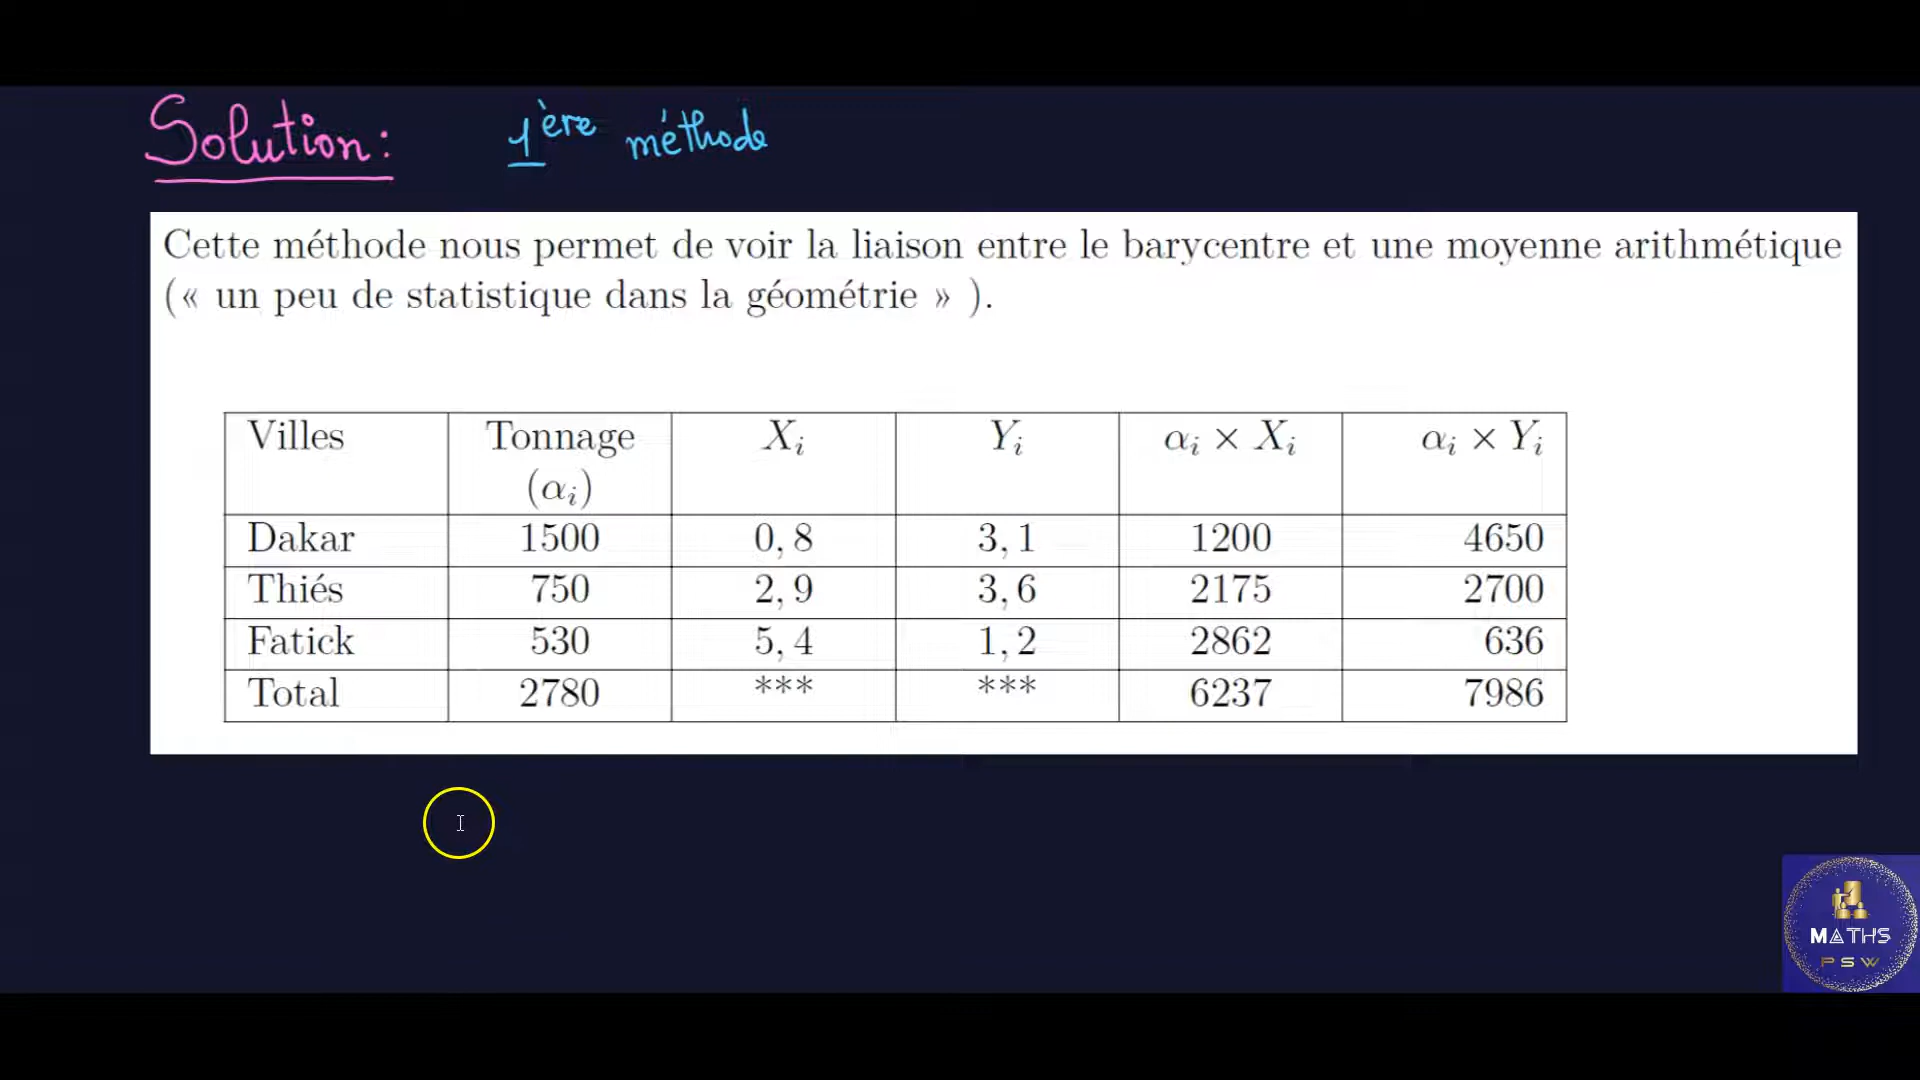 Solution: 1ère méthode
Cette méthode nous permet de voir la liaison entre le barycentre et une moyenne arithmétique
(« un peu de statistique dans la géométrie » ).
Villes Tonnage (αᵢ) Xᵢ Yᵢ αᵢ × Xᵢ αᵢ × Yᵢ
Dakar 1500 0, 8 3, 1 1200 4650
Thiés 750 2, 9 3, 6 2175 2700
Fatick 530 5, 4 1, 2 2862 636
Total 2780 *** *** 6237 7986
MATHS
PSW